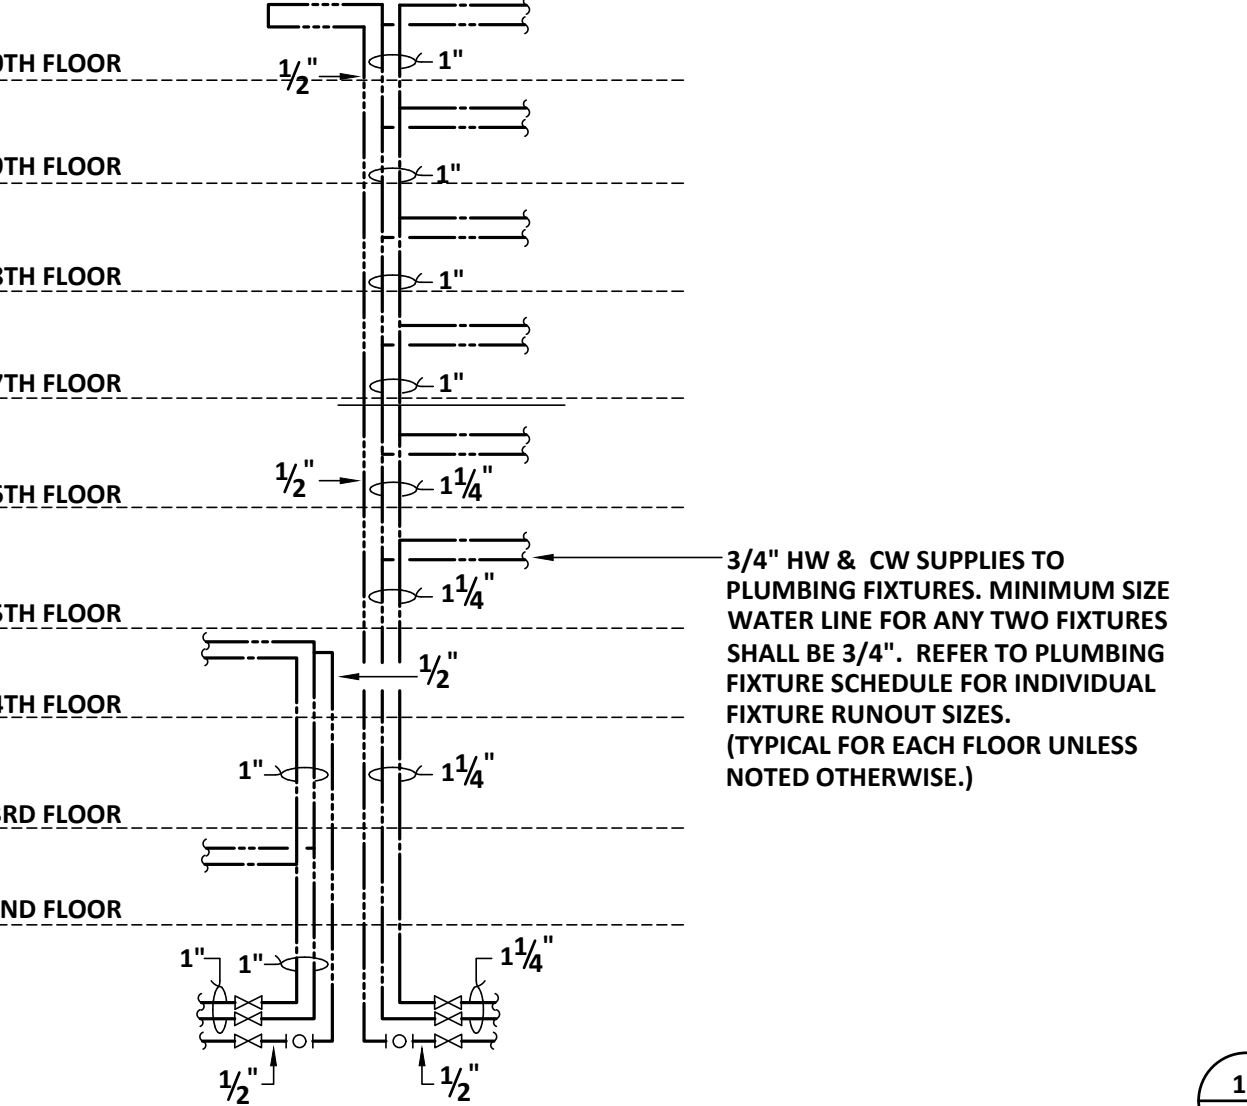 0TH FLOOR
1/2"
1"
9TH FLOOR
1"
8TH FLOOR
1"
7TH FLOOR
1"
6TH FLOOR
1/2"
1 1/4"
5TH FLOOR
1 1/4"
3/4" HW & CW SUPPLIES TO
PLUMBING FIXTURES. MINIMUM SIZE
WATER LINE FOR ANY TWO FIXTURES
SHALL BE 3/4". REFER TO PLUMBING
FIXTURE SCHEDULE FOR INDIVIDUAL
FIXTURE RUNOUT SIZES.
(TYPICAL FOR EACH FLOOR UNLESS
NOTED OTHERWISE.)
1/2"
4TH FLOOR
1"
1 1/4"
3RD FLOOR
ND FLOOR
1"
1"
1 1/4"
1/2"
1/2"
1